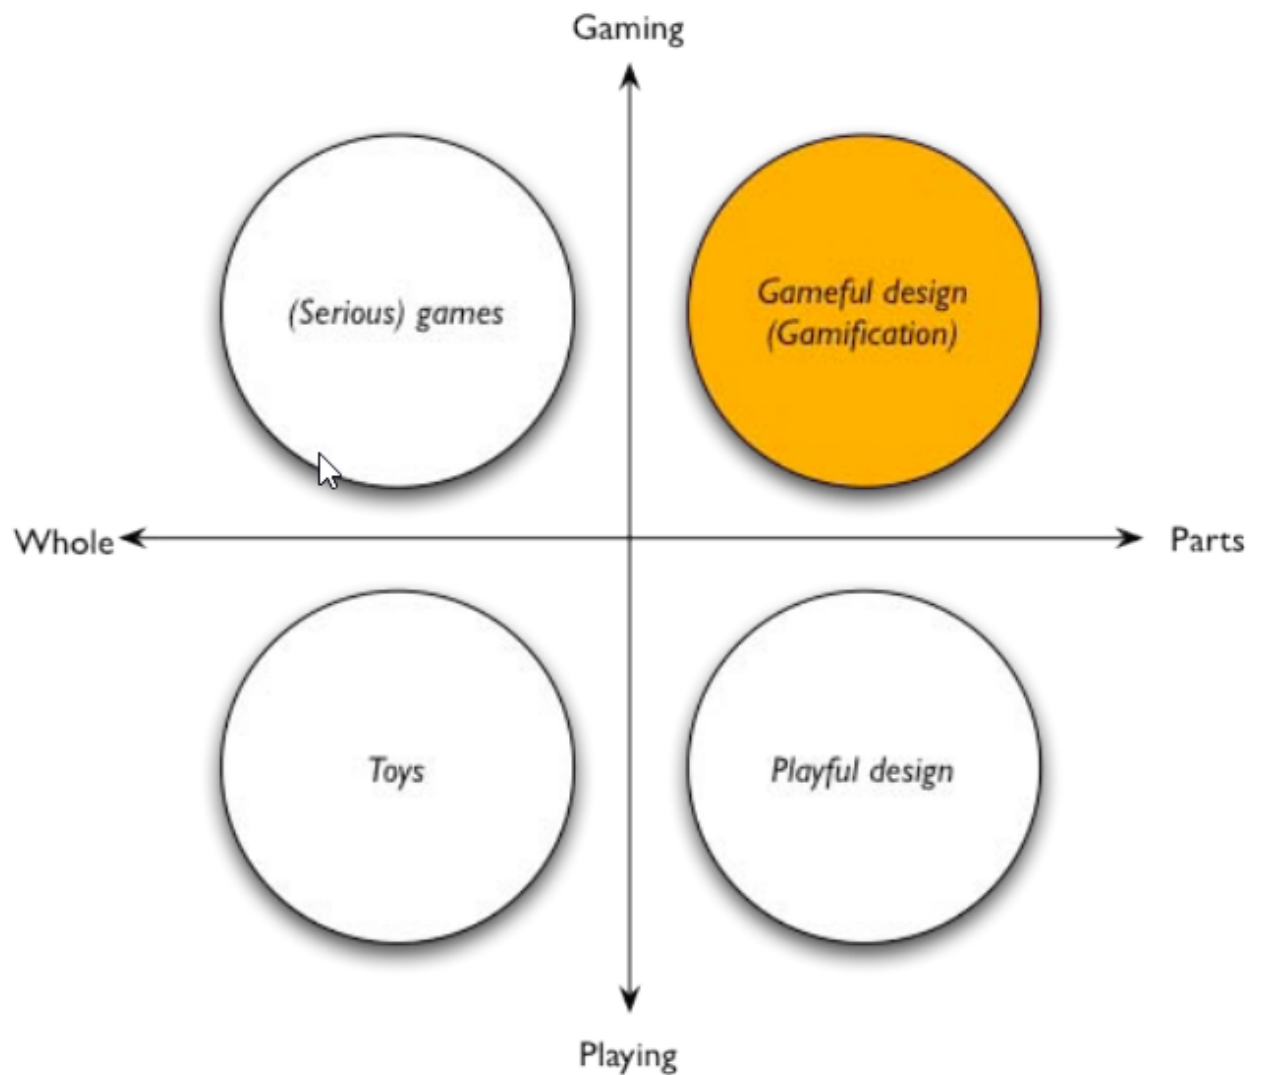 Gaming
(Serious) games
Gameful design
(Gamification)
Whole
Parts
Toys
Playful design
Playing